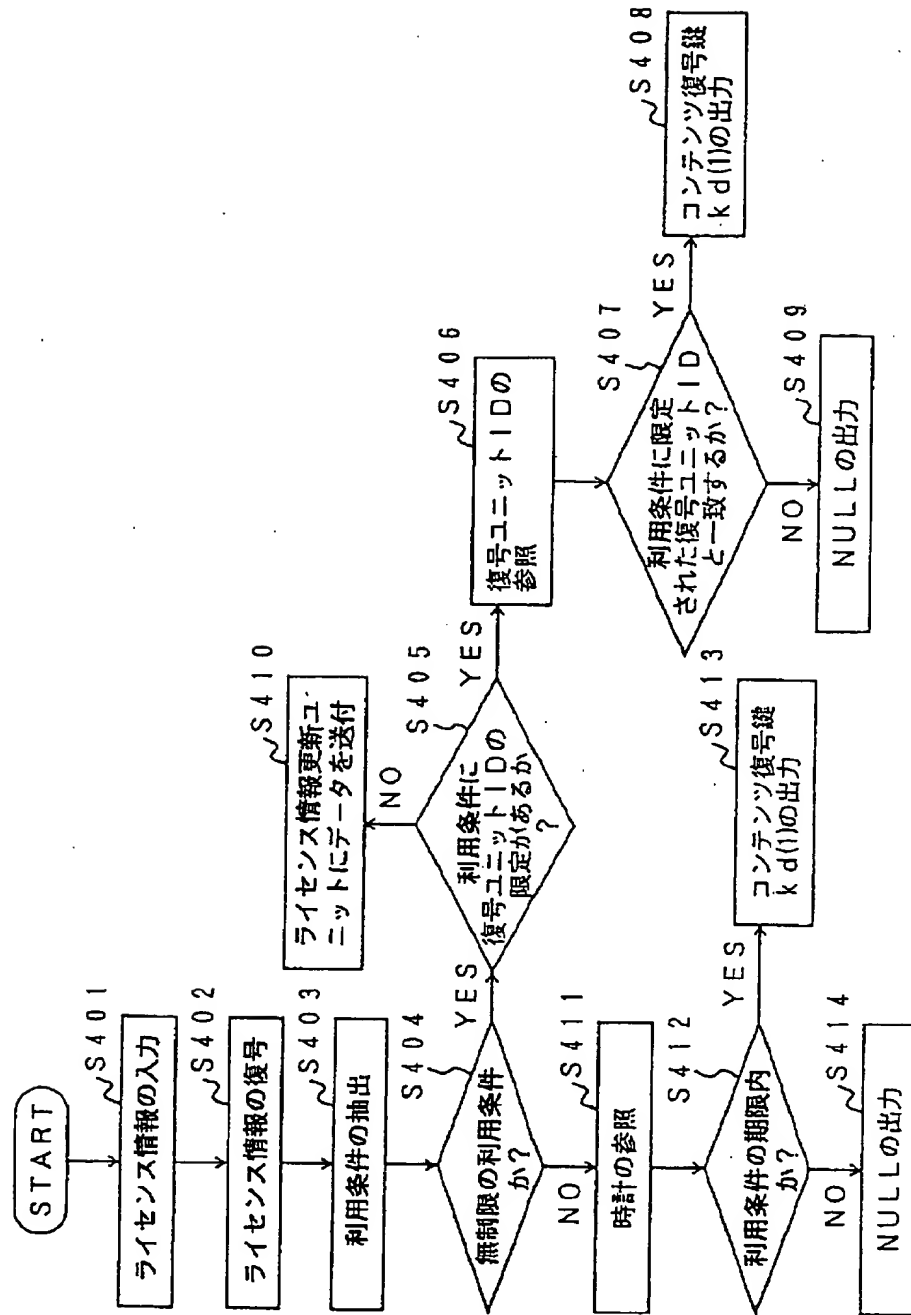 START
S401
ライセンス情報の入力
S402
ライセンス情報の復号
S403
利用条件の抽出
S404
無制限の利用条件
か?
YES
NO
S405
利用条件に
復号ユニットIDの
限定があるか
?
NO
YES
S410
ライセンス情報更新ユ
ニットにデータを送付
S406
復号ユニットIDの
参照
S407
利用条件に限定
された復号ユニットID
と一致するか?
YES
NO
S408
コンテンツ復号鍵
kd(l)の出力
S409
NULLの出力
S411
時計の参照
S412
利用条件の期限内
か?
YES
NO
S413
コンテンツ復号鍵
kd(l)の出力
S414
NULLの出力